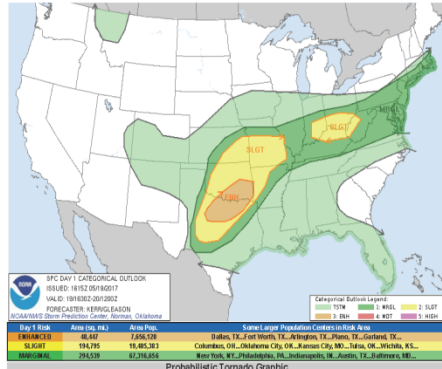 MRGL
SLGT
SLGT
ENH
SPC DAY 1 CATEGORICAL OUTLOOK
ISSUED: 1615Z 05/19/2017
VALID: 19/1630Z-20/1200Z
FORECASTER: KERR/GLEASON
NOAA/NWS Storm Prediction Center, Norman, Oklahoma
Categorical Outlook Legend:
TSTM 1: MRGL 2: SLGT
3: ENH 4: MDT 5: HIGH
Day 1 Risk Area (sq. mi.) Area Pop. Some Larger Population Centers in Risk Area
ENHANCED 48,447 7,656,120 Dallas, TX...Fort Worth, TX...Arlington, TX...Plano, TX...Garland, TX...
SLIGHT 194,795 19,485,383 Columbus, OH...Oklahoma City, OK...Kansas City, MO...Tulsa, OK...Wichita, KS...
MARGINAL 294,539 67,316,656 New York, NY...Philadelphia, PA...Indianapolis, IN...Austin, TX...Baltimore, MD...
Probabilistic Tornado Graphic